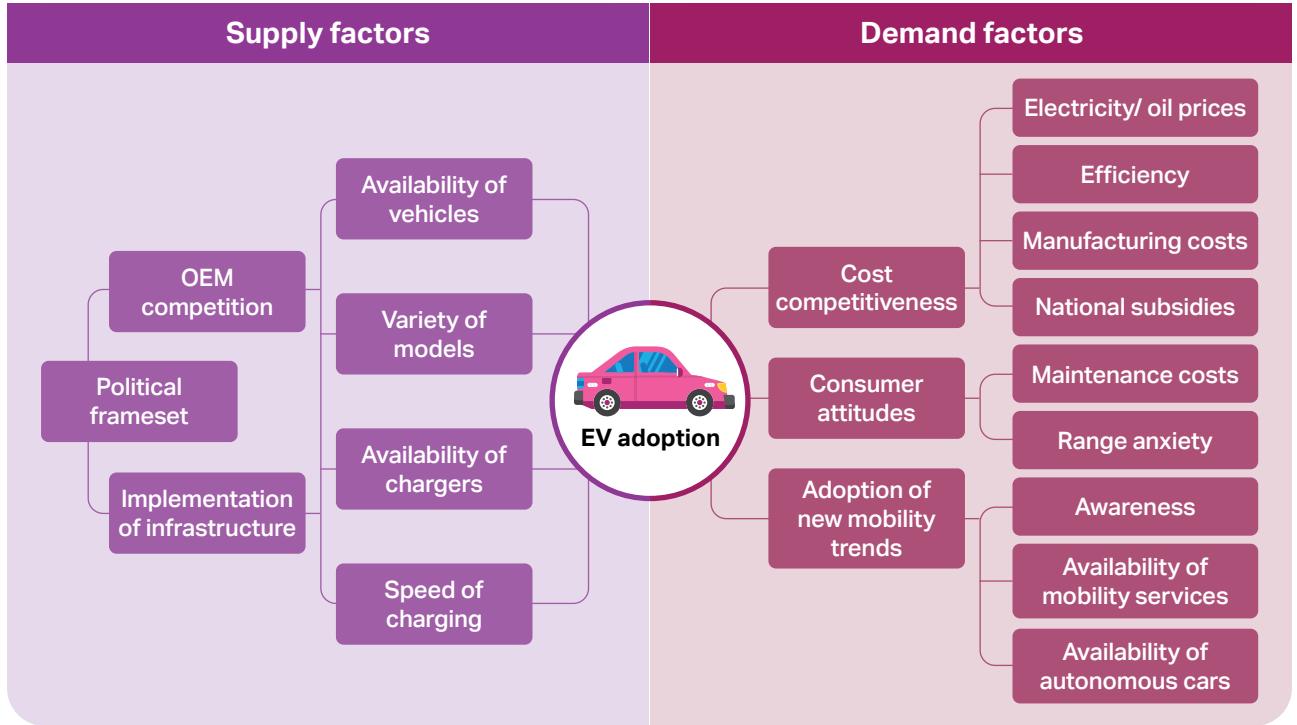 Supply factors
Demand factors
Political
frameset
OEM
competition
Implementation
of infrastructure
Availability of
vehicles
Variety of
models
Availability of
chargers
Speed of
charging
EV adoption
Cost
competitiveness
Consumer
attitudes
Adoption of
new mobility
trends
Electricity/ oil prices
Efficiency
Manufacturing costs
National subsidies
Maintenance costs
Range anxiety
Awareness
Availability of
mobility services
Availability of
autonomous cars